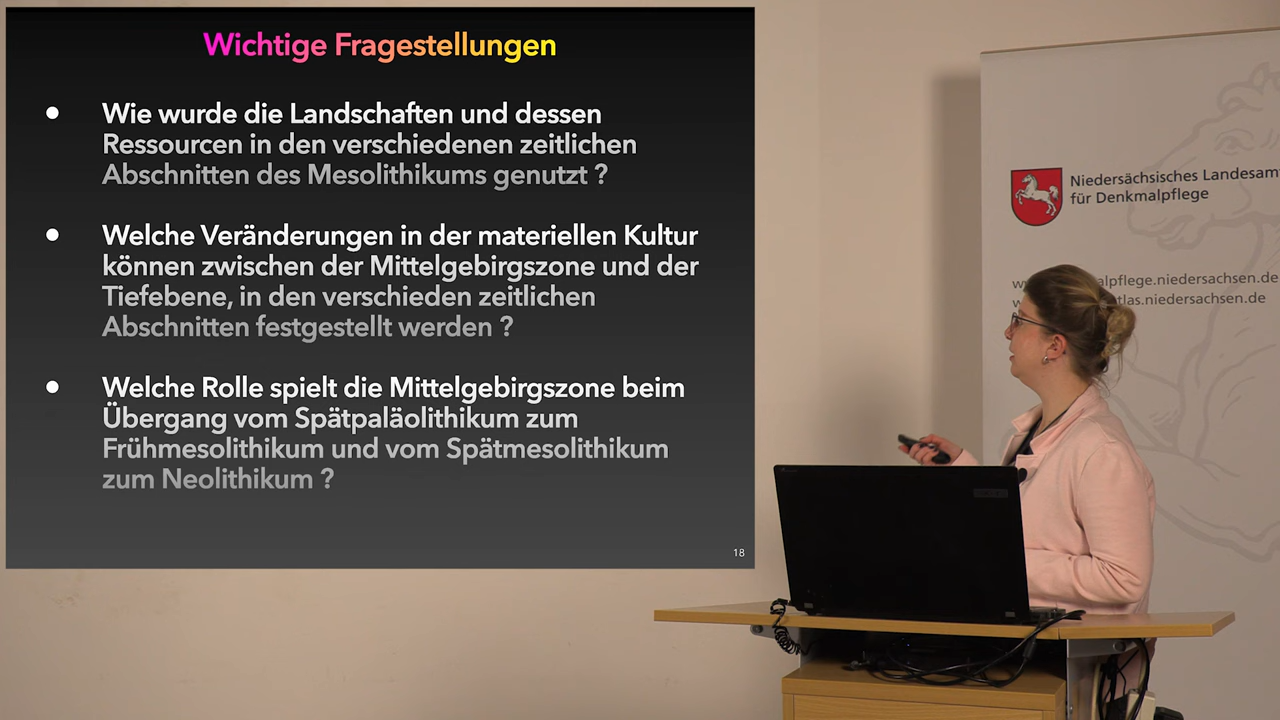 Wichtige Fragestellungen
• Wie wurde die Landschaften und dessen
Ressourcen in den verschiedenen zeitlichen
Abschnitten des Mesolithikums genutzt ?
• Welche Veränderungen in der materiellen Kultur
können zwischen der Mittelgebirgszone und der
Tiefebene, in den verschieden zeitlichen
Abschnitten festgestellt werden ?
• Welche Rolle spielt die Mittelgebirgszone beim
Übergang vom Spätpaläolithikum zum
Frühmesolithikum und vom Spätmesolithikum
zum Neolithikum ?
18
Niedersächsisches Landesam
für Denkmalpflege
alpflege.niedersachsen.de
tlas.niedersachsen.de